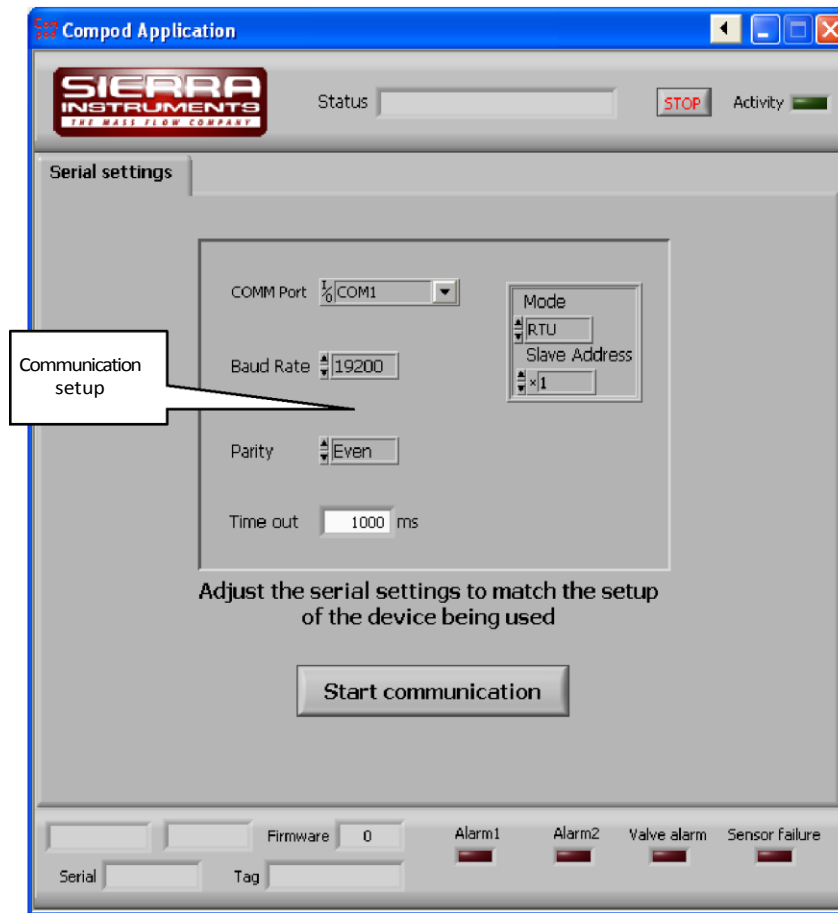 Compod Application
SIERRA
INSTRUMENTS
THE MASS FLOW COMPANY
Status
STOP
Activity
Serial settings
COMM Port I/O COM1
Mode
RTU
Slave Address
×1
Communication
setup
Baud Rate 19200
Parity Even
Time out 1000 ms
Adjust the serial settings to match the setup
of the device being used
Start communication
Firmware 0
Alarm1
Alarm2
Valve alarm
Sensor failure
Serial
Tag